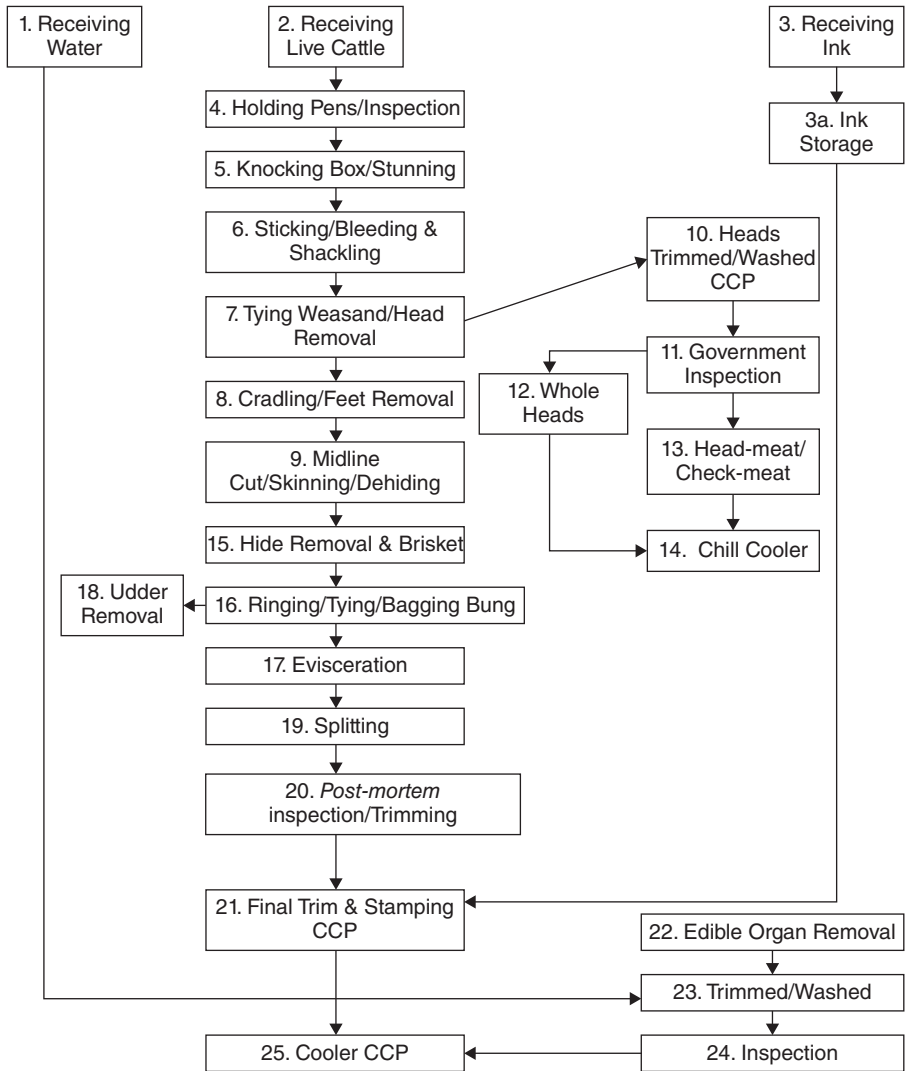 1. Receiving
Water
2. Receiving
Live Cattle
3. Receiving
Ink
4. Holding Pens/Inspection
3a. Ink
Storage
5. Knocking Box/Stunning
6. Sticking/Bleeding &
Shackling
7. Tying Weasand/Head
Removal
8. Cradling/Feet Removal
9. Midline
Cut/Skinning/Dehiding
10. Heads
Trimmed/Washed
CCP
11. Government
Inspection
12. Whole
Heads
13. Head-meat/
Check-meat
14. Chill Cooler
15. Hide Removal & Brisket
16. Ringing/Tying/Bagging Bung
18. Udder
Removal
17. Evisceration
19. Splitting
20. Post-mortem
inspection/Trimming
21. Final Trim & Stamping
CCP
22. Edible Organ Removal
23. Trimmed/Washed
24. Inspection
25. Cooler CCP